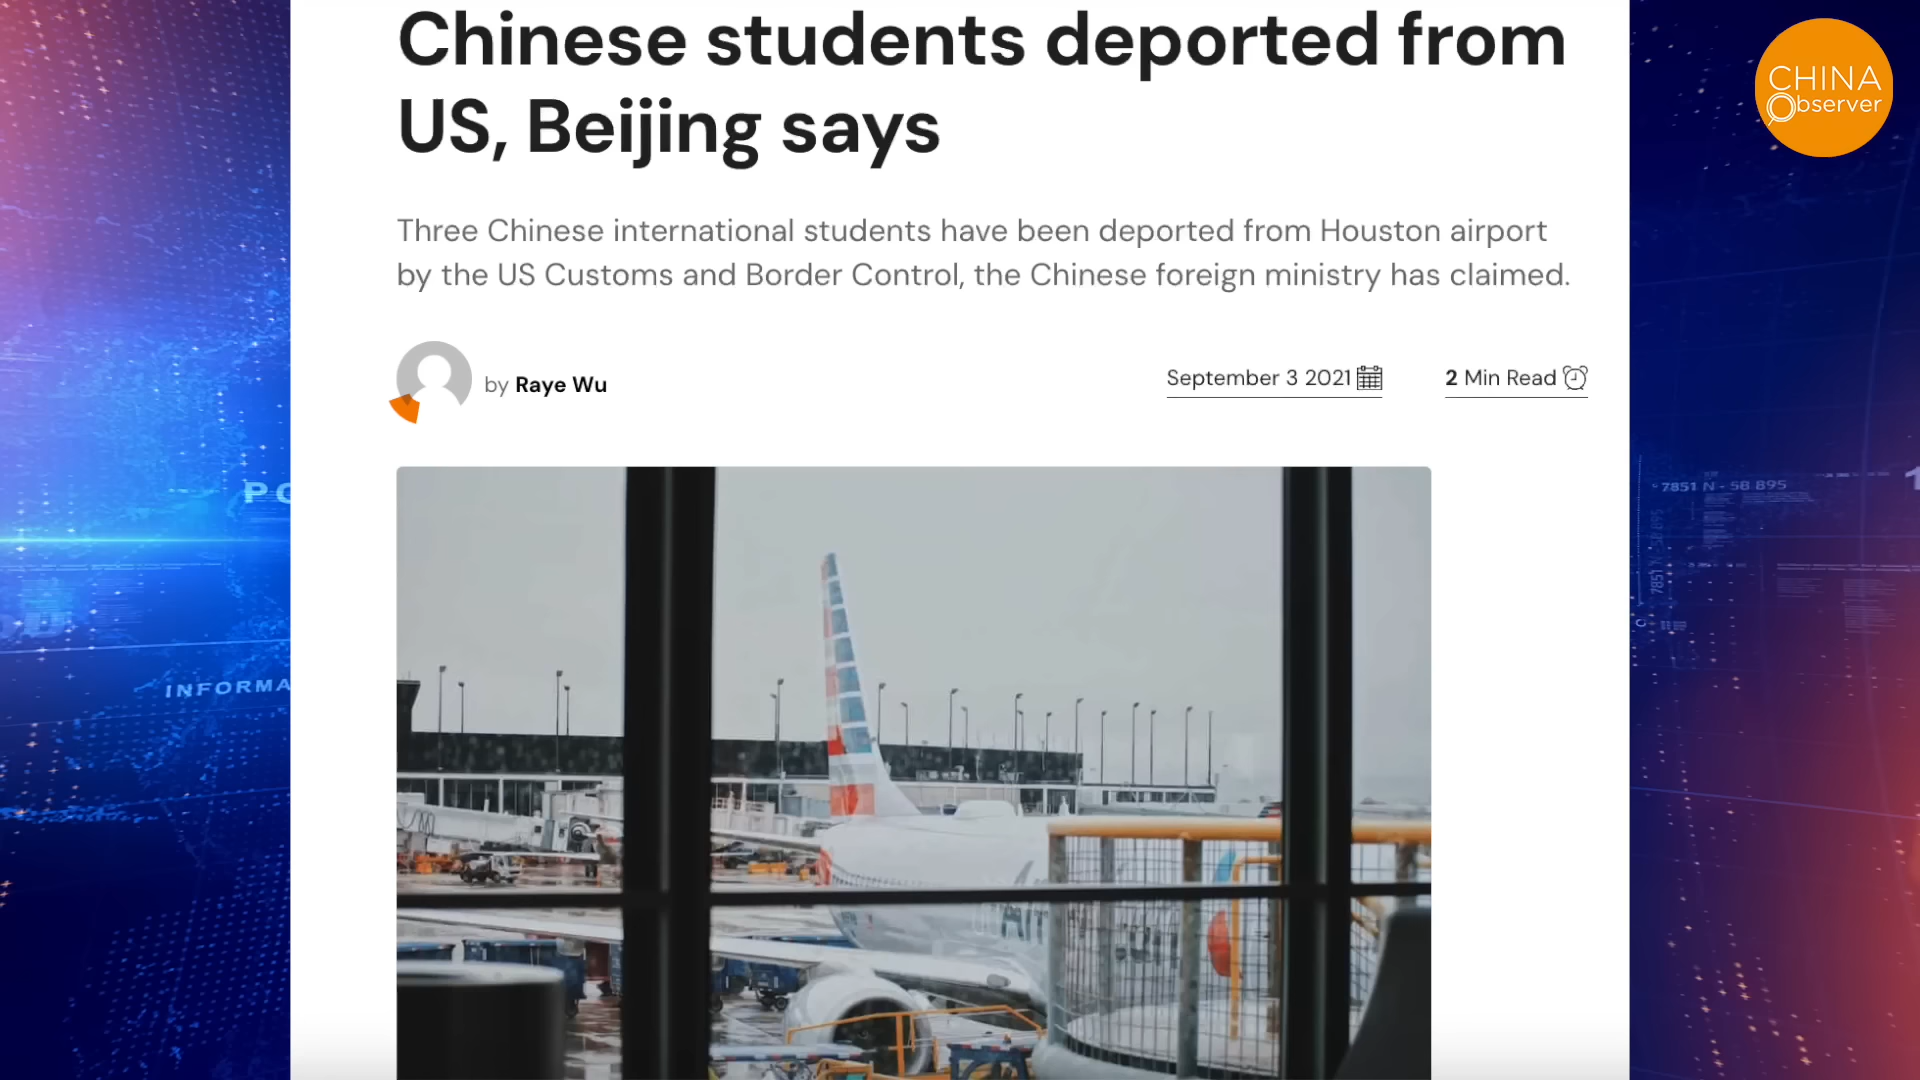 Chinese students deported from
US, Beijing says
CHINA
Observer
Three Chinese international students have been deported from Houston airport
by the US Customs and Border Control, the Chinese foreign ministry has claimed.
by Raye Wu
September 3 2021
2 Min Read
INFORMA
7851 N - 58 895